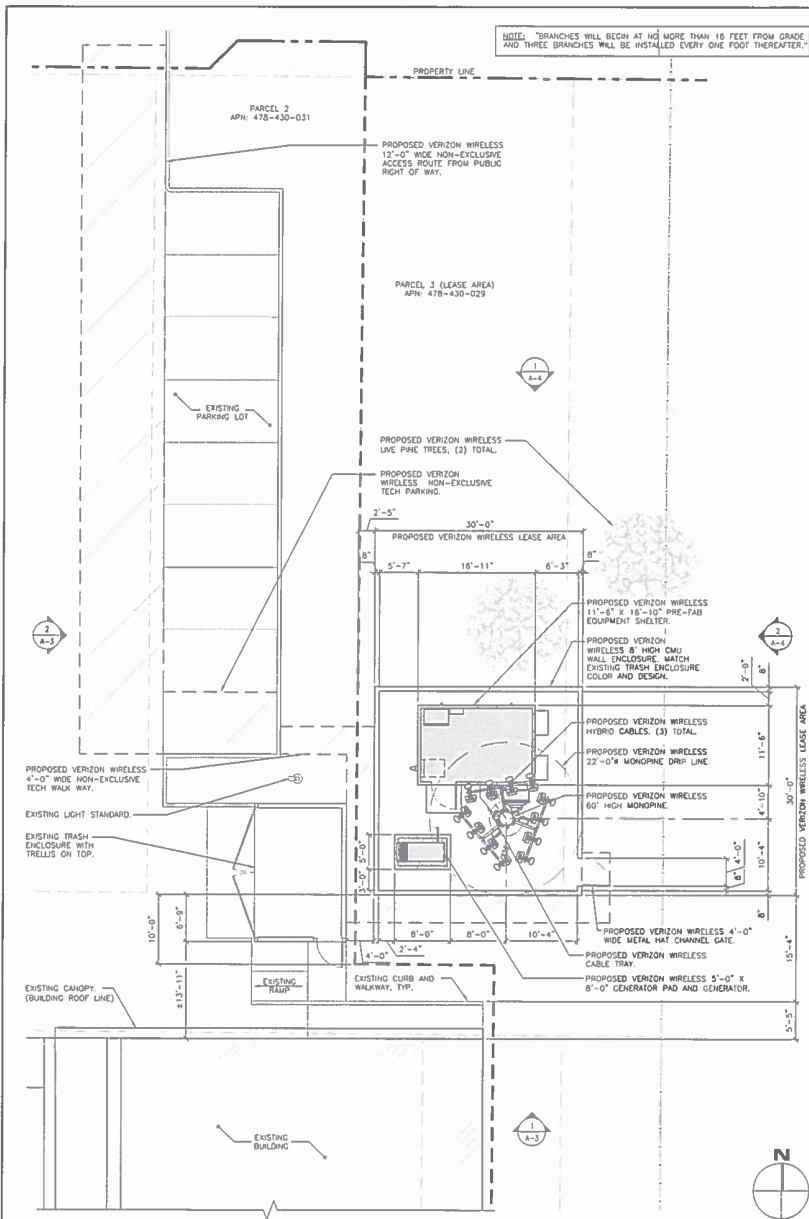 NOTE: "BRANCHES WILL BEGIN AT NO MORE THAN 16 FEET FROM GRADE
AND THREE BRANCHES WILL BE INSTALLED EVERY ONE FOOT THEREAFTER."
PROPERTY LINE
PARCEL 2
APN: 478-430-031
PROPOSED VERIZON WIRELESS
12'-0" WIDE NON-EXCLUSIVE
ACCESS ROUTE FROM PUBLIC
RIGHT OF WAY.
PARCEL 3 (LEASE AREA)
APN: 478-430-029
1
A-4
EXISTING
PARKING LOT
PROPOSED VERIZON WIRELESS
LIVE PINE TREES, (2) TOTAL.
PROPOSED VERIZON
WIRELESS NON-EXCLUSIVE
TECH PARKING.
2'-5"
30'-0"
PROPOSED VERIZON WIRELESS LEASE AREA
8"
8"
5'-7"
16'-11"
6'-3"
2
A-3
2
A-4
PROPOSED VERIZON WIRELESS
11'-6" X 16'-10" PRE-FAB
EQUIPMENT SHELTER.
PROPOSED VERIZON
WIRELESS 8' HIGH CMU
WALL ENCLOSURE. MATCH
EXISTING TRASH ENCLOSURE
COLOR AND DESIGN.
2'-0"
8"
PROPOSED VERIZON WIRELESS
HYBRID CABLES, (3) TOTAL.
11'-6"
PROPOSED VERIZON WIRELESS
22'-0"ø MONOPINE DRIP LINE.
30'-0"
PROPOSED VERIZON WIRELESS LEASE AREA
PROPOSED VERIZON WIRELESS
60' HIGH MONOPINE.
4'-10"
PROPOSED VERIZON WIRELESS
4'-0" WIDE NON-EXCLUSIVE
TECH WALK WAY.
EXISTING LIGHT STANDARD.
EXISTING TRASH
ENCLOSURE WITH
TRELLIS ON TOP.
5'-0"
3'-0"
4'-0"
8"
10'-4"
8"
10'-0"
6'-9"
8'-0"
8'-0"
10'-4"
2'-4"
4'-0"
PROPOSED VERIZON WIRELESS 4'-0"
WIDE METAL HAT CHANNEL GATE.
PROPOSED VERIZON WIRELESS
CABLE TRAY.
PROPOSED VERIZON WIRELESS 5'-0" X
8'-0" GENERATOR PAD AND GENERATOR.
15'-4"
5'-5"
±13'-11"
EXISTING
RAMP
EXISTING CURB AND
WALKWAY, TYP.
EXISTING CANOPY
(BUILDING ROOF LINE)
EXISTING
BUILDING
1
A-3
N